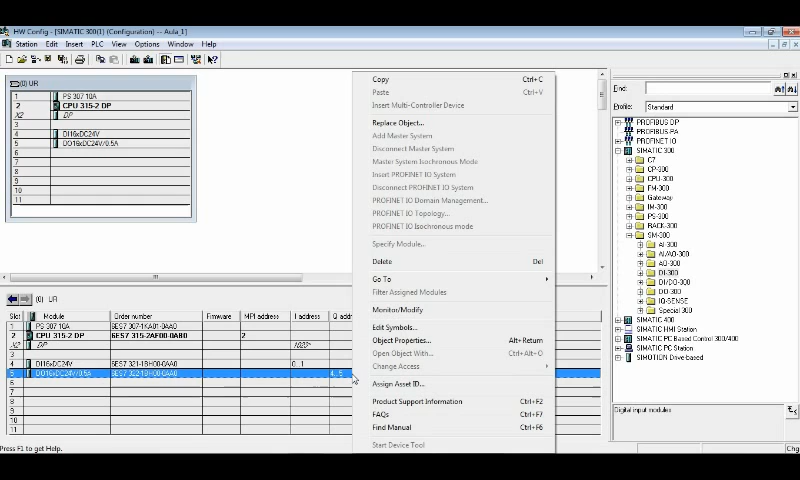 HW Config - [SIMATIC 300(1) (Configuration) -- Aula_1]
Station Edit Insert PLC View Options Window Help
(0) UR
1 PS 307 10A
2 CPU 315-2 DP
X2 DP
3
4 DI16xDC24V
5 DO16xDC24V/0.5A
6
7
8
9
10
11
Copy Ctrl+C
Paste Ctrl+V
Insert Multi-Controller Device
Replace Object...
Add Master System
Disconnect Master System
Master System Isochronous Mode
Insert PROFINET IO System
Disconnect PROFINET IO System
PROFINET IO Domain Management...
PROFINET IO Topology...
PROFINET IO Isochronous mode
Specify Module...
Delete Del
Go To
Filter Assigned Modules
Monitor/Modify
Edit Symbols...
Object Properties... Alt+Return
Open Object With... Ctrl+Alt+O
Change Access
Assign Asset ID...
Product Support Information Ctrl+F2
FAQs Ctrl+F7
Find Manual Ctrl+F6
Start Device Tool
Find:
Profile: Standard
PROFIBUS-DP
PROFIBUS-PA
PROFINET IO
SIMATIC 300
C7
CP-300
CPU-300
FM-300
Gateway
IM-300
PS-300
RACK-300
SM-300
AI-300
AI/AO-300
AO-300
DI-300
DI/DO-300
DO-300
IQ-SENSE
Special 300
SIMATIC 400
SIMATIC HMI Station
SIMATIC PC Based Control 300/400
SIMATIC PC Station
SIMOTION Drive-based
Digital input modules
(0) UR
Slot Module Order number Firmware MPI address I address Q addr
1 PS 307 10A 6ES7 307-1KA01-0AA0
2 CPU 315-2 DP 6ES7 315-2AF00-0AB0 2
X2 DP 1022*
3
4 DI16xDC24V 6ES7 321-1BH00-0AA0 0...1
5 DO16xDC24V/0.5A 6ES7 322-1BH00-0AA0 4...5
6
7
8
9
10
11
Press F1 to get Help.
Chg